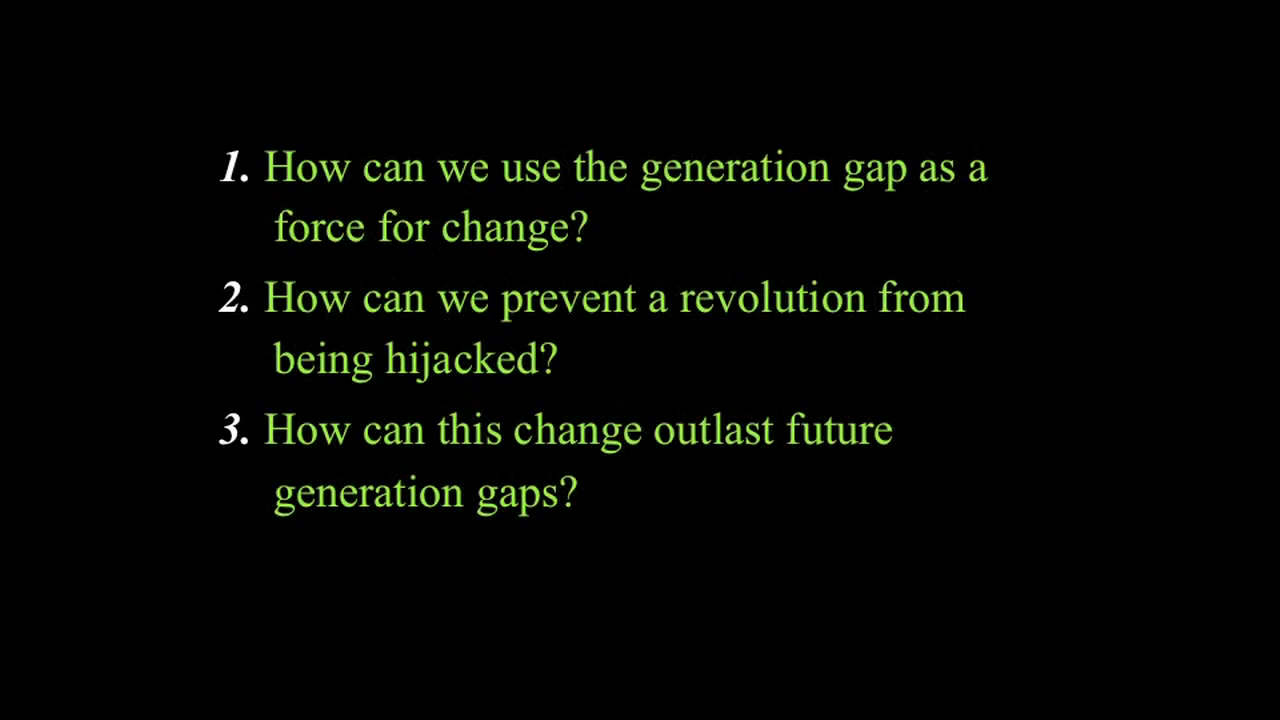 1. How can we use the generation gap as a
force for change?
2. How can we prevent a revolution from
being hijacked?
3. How can this change outlast future
generation gaps?